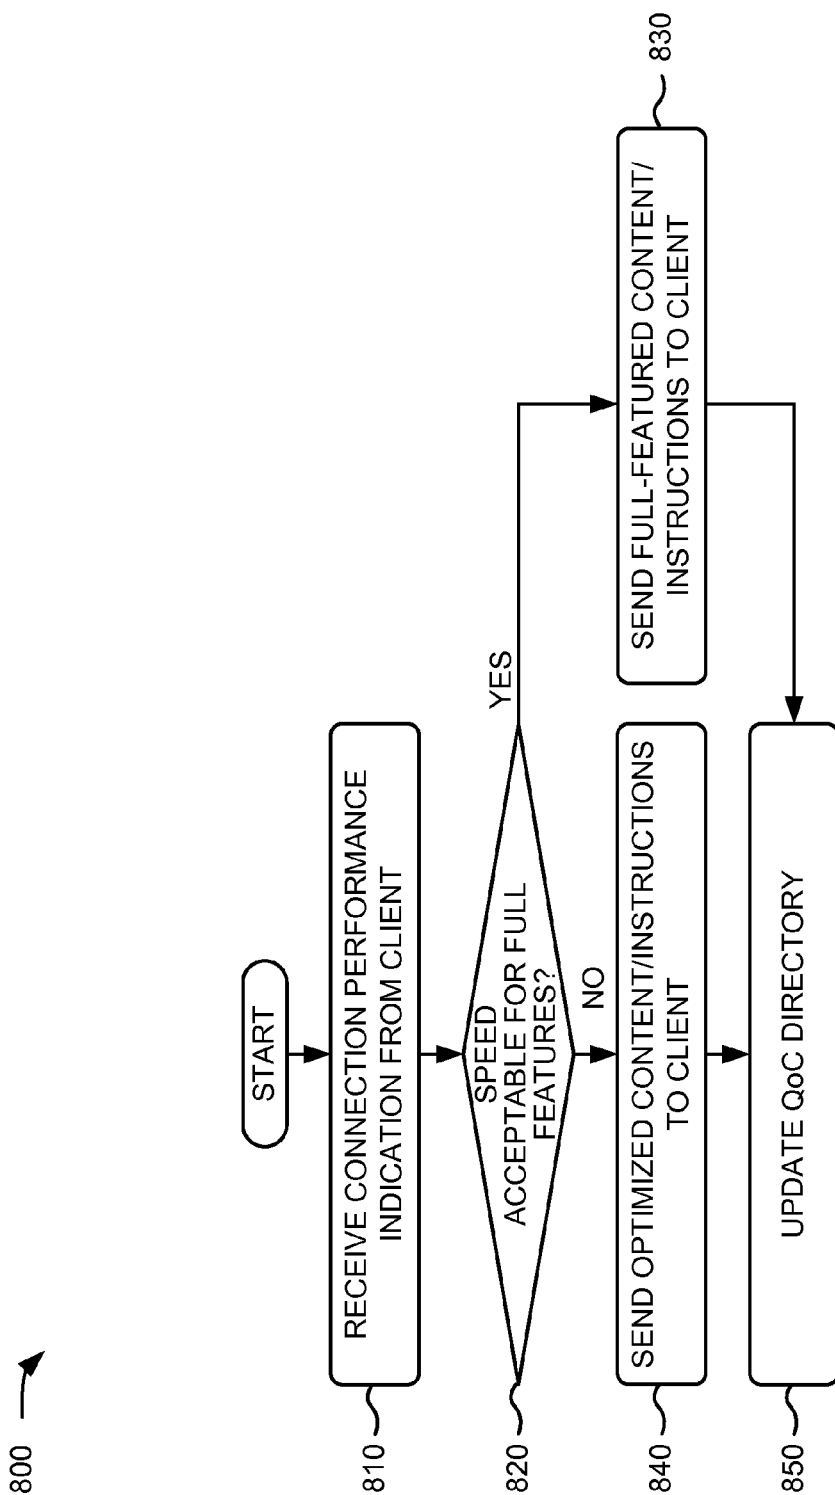 800
START
810
RECEIVE CONNECTION PERFORMANCE
INDICATION FROM CLIENT
820
SPEED
ACCEPTABLE FOR FULL
FEATURES?
YES
NO
830
SEND FULL-FEATURED CONTENT/
INSTRUCTIONS TO CLIENT
840
SEND OPTIMIZED CONTENT/INSTRUCTIONS
TO CLIENT
850
UPDATE QoC DIRECTORY